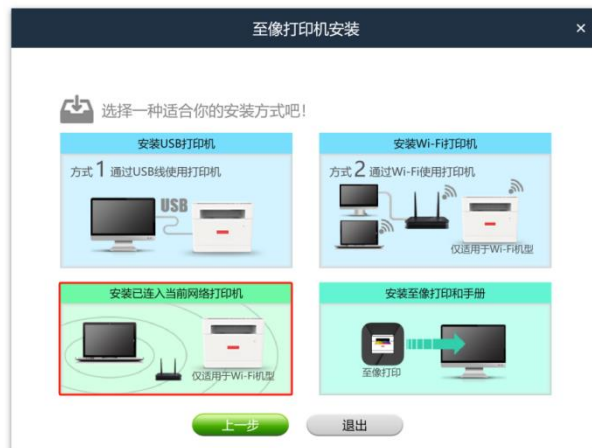 至像打印机安装
×
选择一种适合你的安装方式吧！
安装USB打印机
方式1 通过USB线使用打印机
USB
安装Wi-Fi打印机
方式2 通过Wi-Fi使用打印机
仅适用于Wi-Fi机型
安装已连入当前网络打印机
仅适用于Wi-Fi机型
安装至像打印和手册
至像打印
上一步
退出